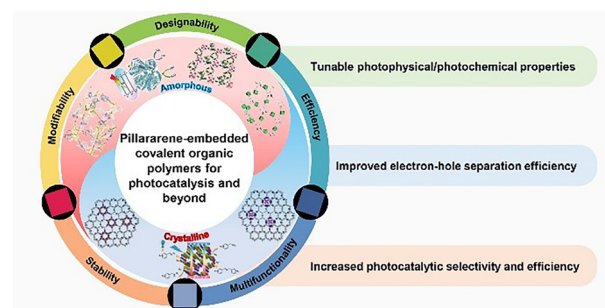 Designability
Modifiability
Efficiency
Stability
Multifunctionality
Amorphous
Pillararene-embedded
covalent organic
polymers for
photocatalysis and
beyond
Crystalline
Tunable photophysical/photochemical properties
Improved electron-hole separation efficiency
Increased photocatalytic selectivity and efficiency